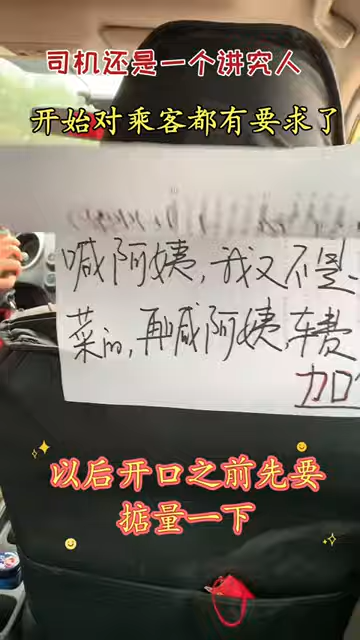 司机还是一个讲究人
开始对乘客都有要求了
喊阿姨，我又不是
菜的，再喊阿姨车费
加
以后开口之前先要
掂量一下